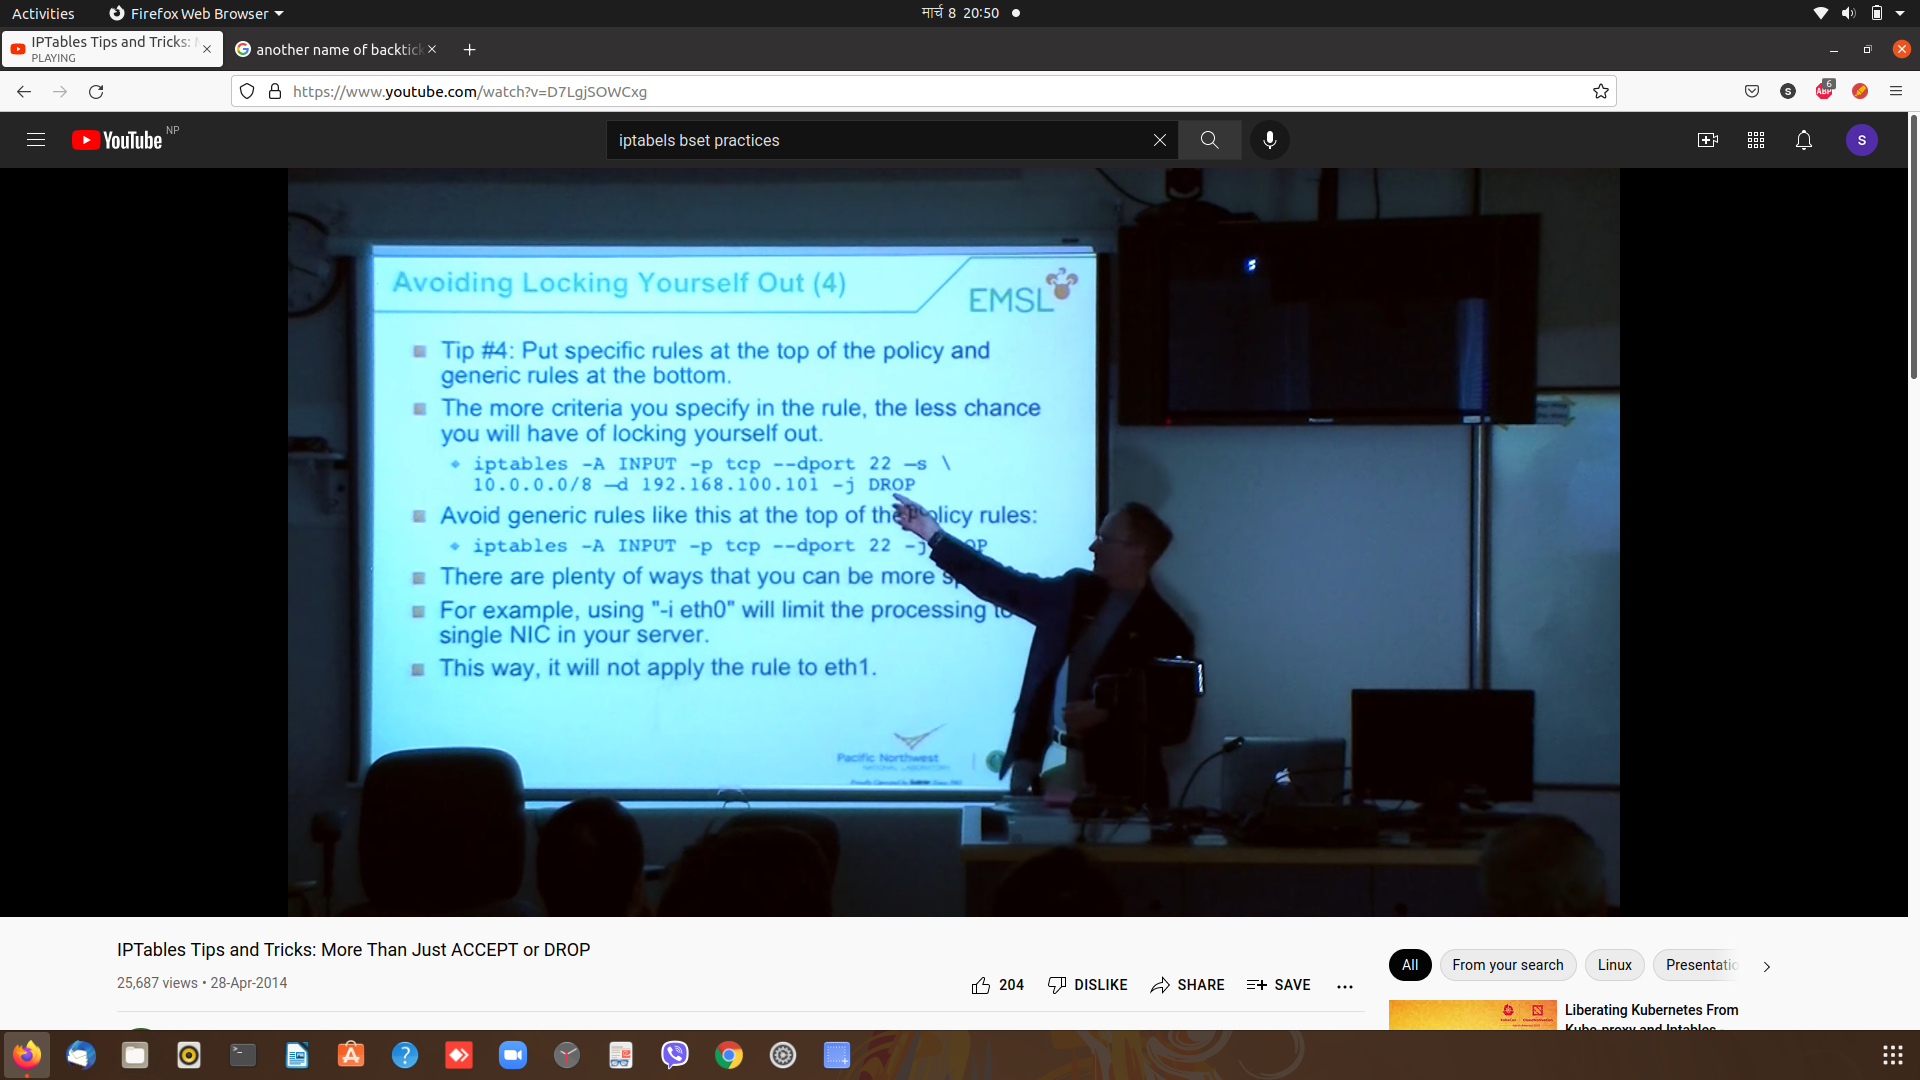 Activities
Firefox Web Browser
मार्च 8 20:50
IPTables Tips and Tricks:
PLAYING
another name of backtic
https://www.youtube.com/watch?v=D7LgjSOWCxg
S
ABP
6
YouTube
NP
iptabels bset practices
S
Avoiding Locking Yourself Out (4)
EMSL
Tip #4: Put specific rules at the top of the policy and
generic rules at the bottom.
The more criteria you specify in the rule, the less chance
you will have of locking yourself out.
iptables -A INPUT -p tcp --dport 22 –s \
10.0.0.0/8 –d 192.168.100.101 -j DROP
Avoid generic rules like this at the top of the policy rules:
iptables -A INPUT -p tcp --dport 22 -j
There are plenty of ways that you can be more
For example, using "-i eth0" will limit the processing to
single NIC in your server.
This way, it will not apply the rule to eth1.
Pacific Northwest
NATIONAL LABORATORY
IPTables Tips and Tricks: More Than Just ACCEPT or DROP
25,687 views • 28-Apr-2014
204
DISLIKE
SHARE
SAVE
All
From your search
Linux
Presentatio
Liberating Kubernetes From
Kube-proxy and Iptables